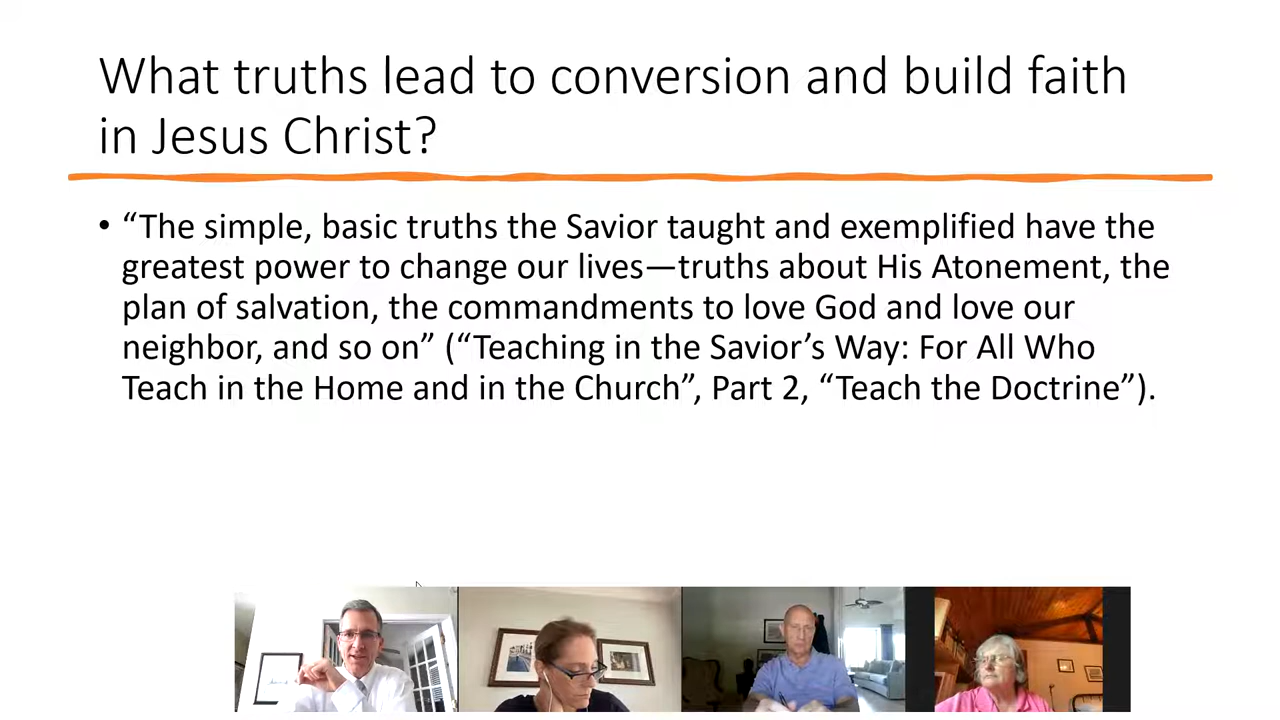 What truths lead to conversion and build faith
in Jesus Christ?
• “The simple, basic truths the Savior taught and exemplified have the
greatest power to change our lives—truths about His Atonement, the
plan of salvation, the commandments to love God and love our
neighbor, and so on” (“Teaching in the Savior’s Way: For All Who
Teach in the Home and in the Church”, Part 2, “Teach the Doctrine”).